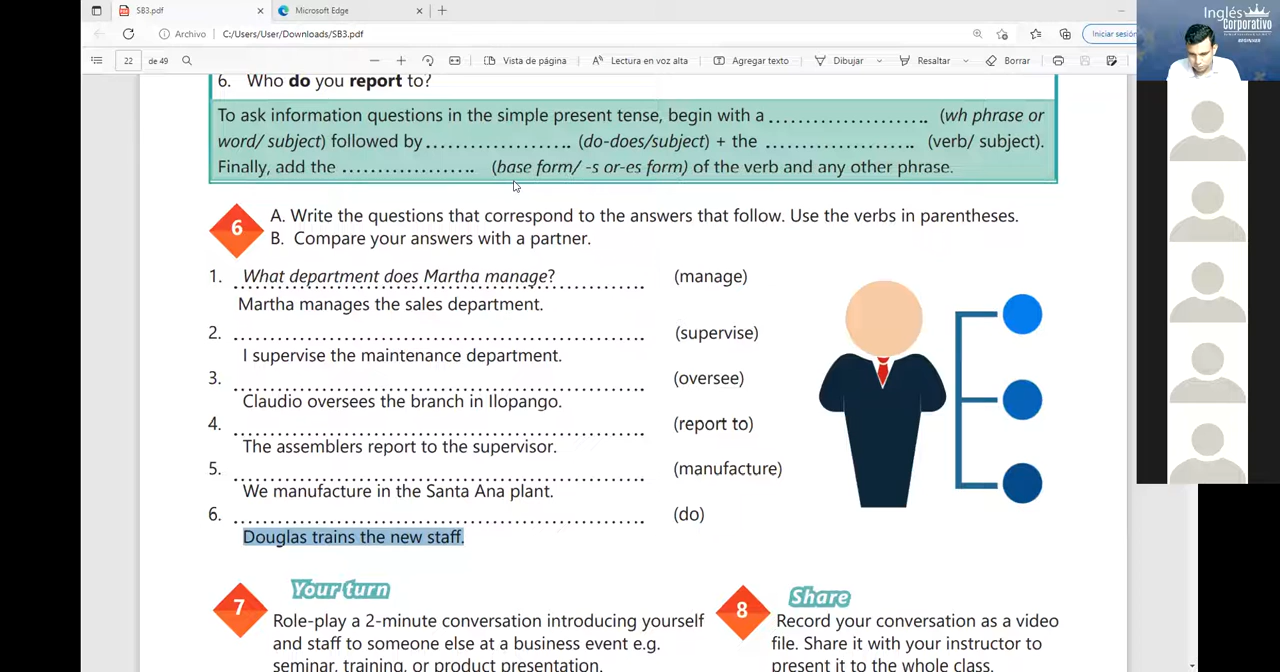 SB3.pdf
Microsoft Edge
Archivo
C:/Users/User/Downloads/SB3.pdf
Iniciar sesión
Inglés
Corporativo
BEGINNER
22
de 49
Vista de página
Lectura en voz alta
Agregar texto
Dibujar
Resaltar
Borrar
6. Who do you report to?
To ask information questions in the simple present tense, begin with a ...................... (wh phrase or
word/ subject) followed by .................... (do-does/subject) + the ..................... (verb/ subject).
Finally, add the .................. (base form/ -s or-es form) of the verb and any other phrase.
6
A. Write the questions that correspond to the answers that follow. Use the verbs in parentheses.
B. Compare your answers with a partner.
1. What department does Martha manage? (manage)
Martha manages the sales department.
2. (supervise)
I supervise the maintenance department.
3. (oversee)
Claudio oversees the branch in Ilopango.
4. (report to)
The assemblers report to the supervisor.
5. (manufacture)
We manufacture in the Santa Ana plant.
6. (do)
Douglas trains the new staff.
7
Your turn
Role-play a 2-minute conversation introducing yourself
and staff to someone else at a business event e.g.
seminar, training, or product presentation.
8
Share
Record your conversation as a video
file. Share it with your instructor to
present it to the whole class.